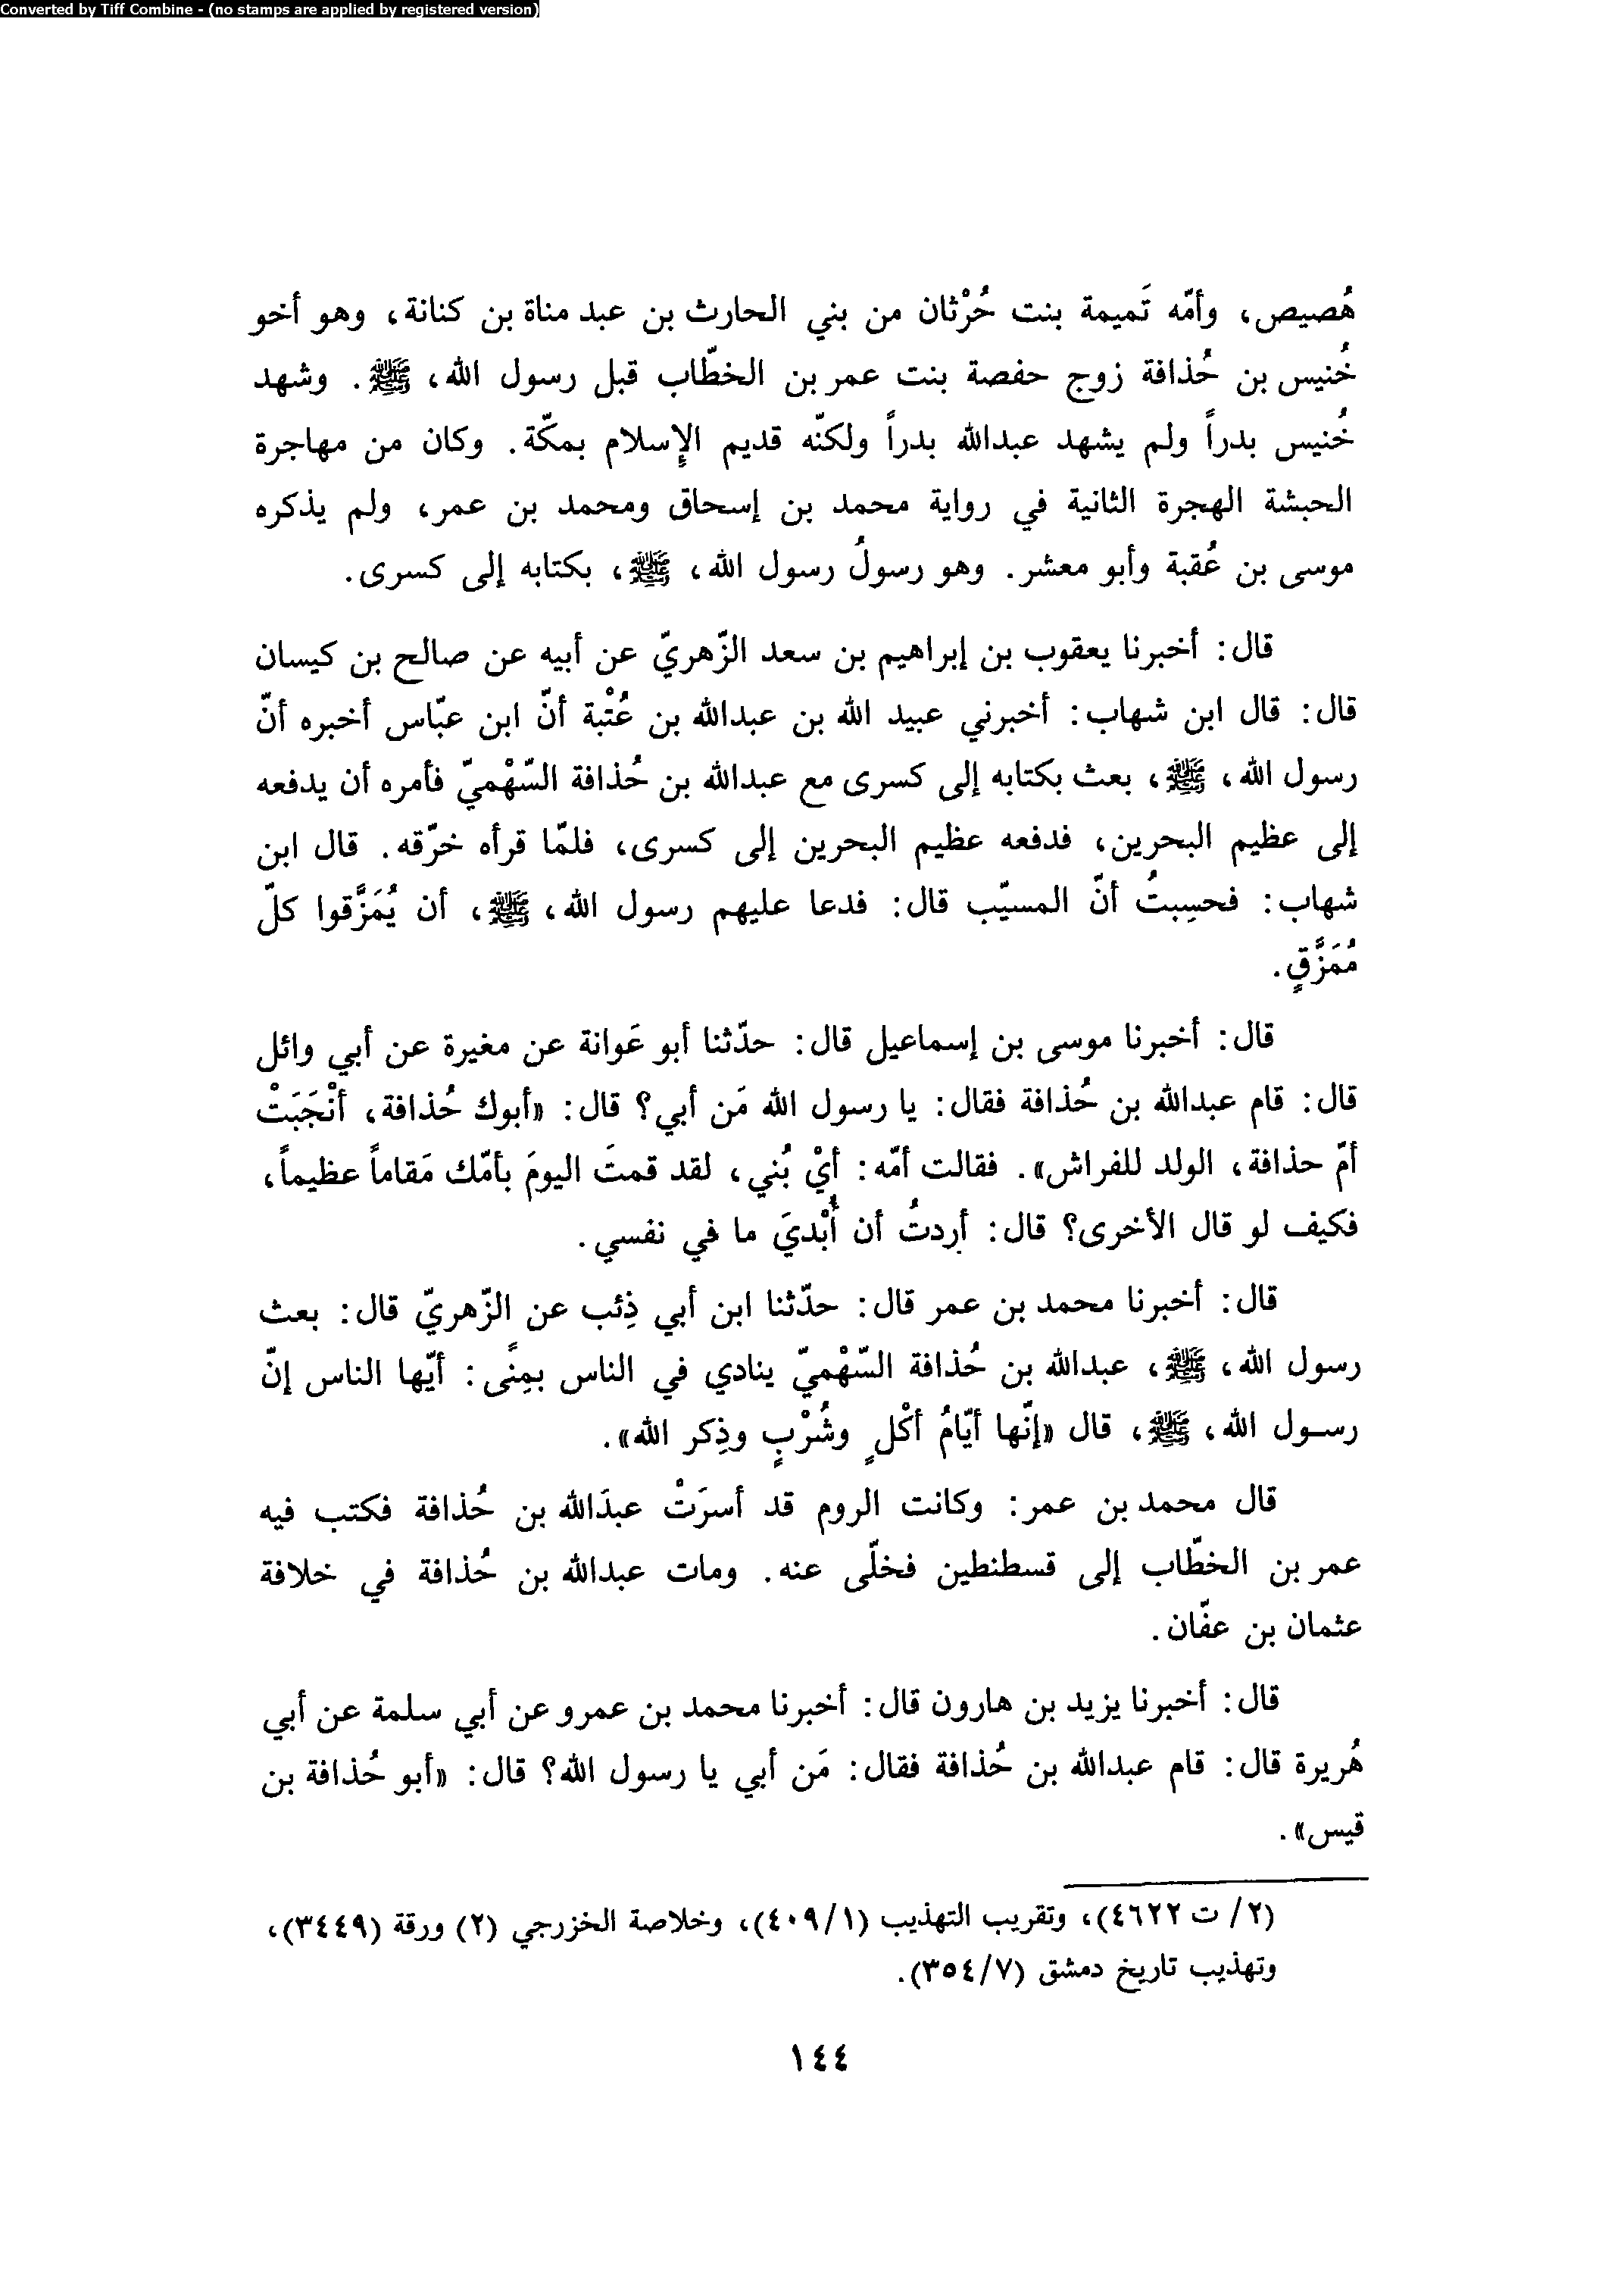 Converted by Tiff Combine - (no stamps are applied by registered version)
هُصيص، وأمّه تَميمة بنت حُرْثان من بني الحارث بن عبد مناة بن كنانة، وهو أخو
خُنيس بن حُذافة زوج حفصة بنت عمر بن الخطّاب قبل رسول الله، ﷺ. وشهد
خُنيس بدراً ولم يشهد عبدالله بدراً ولكنّه قديم الإِسلام بمكّة. وكان من مهاجرة
الحبشة الهجرة الثانية في رواية محمد بن إسحاق ومحمد بن عمر، ولم يذكره
موسى بن عُقبة وأبو معشر. وهو رسولُ رسول الله، ﷺ، بكتابه إلى كسرى.
قال: أخبرنا يعقوب بن إبراهيم بن سعد الزّهريّ عن أبيه عن صالح بن كيسان
قال: قال ابن شهاب: أخبرني عبيد الله بن عبدالله بن عُتْبة أنّ ابن عبّاس أخبره أنّ
رسول الله، ﷺ، بعث بكتابه إلى كسرى مع عبدالله بن حُذافة السّهْميّ فأمره أن يدفعه
إلى عظيم البحرين، فدفعه عظيم البحرين إلى كسرى، فلمّا قرأه خرّقه. قال ابن
شهاب: فحسِبتُ أنّ المسيّب قال: فدعا عليهم رسول الله، ﷺ، أن يُمَزَّقوا كلّ
مُمَزَّقٍ.
قال: أخبرنا موسى بن إسماعيل قال: حدّثنا أبو عَوانة عن مغيرة عن أبي وائل
قال: قام عبدالله بن حُذافة فقال: يا رسول الله مَن أبي؟ قال: «أبوك حُذافة، أنْجَبَتْ
أمّ حذافة، الولد للفراش». فقالت أمّه: أيْ بُني، لقد قمتَ اليومَ بأمّك مَقاماً عظيماً،
فكيف لو قال الأخرى؟ قال: أردتُ أن أُبْديَ ما في نفسي.
قال: أخبرنا محمد بن عمر قال: حدّثنا ابن أبي ذِئب عن الزّهريّ قال: بعث
رسول الله، ﷺ، عبدالله بن حُذافة السّهْميّ ينادي في الناس بمِنًى: أيّها الناس إنّ
رسول الله، ﷺ، قال «إنّها أيّامُ أكْلٍ وشُرْبٍ وذِكر الله».
قال محمد بن عمر: وكانت الروم قد أسرَتْ عبدَالله بن حُذافة فكتب فيه
عمر بن الخطّاب إلى قسطنطين فخلّى عنه. ومات عبدالله بن حُذافة في خلافة
عثمان بن عفّان.
قال: أخبرنا يزيد بن هارون قال: أخبرنا محمد بن عمرو عن أبي سلمة عن أبي
هُريرة قال: قام عبدالله بن حُذافة فقال: مَن أبي يا رسول الله؟ قال: «أبو حُذافة بن
قيس».
(٢/ ت ٤٦٢٢)، وتقريب التهذيب (٤٠٩/١)، وخلاصة الخزرجي (٢) ورقة (٣٤٤٩)،
وتهذيب تاريخ دمشق (٣٥٤/٧).
١٤٤